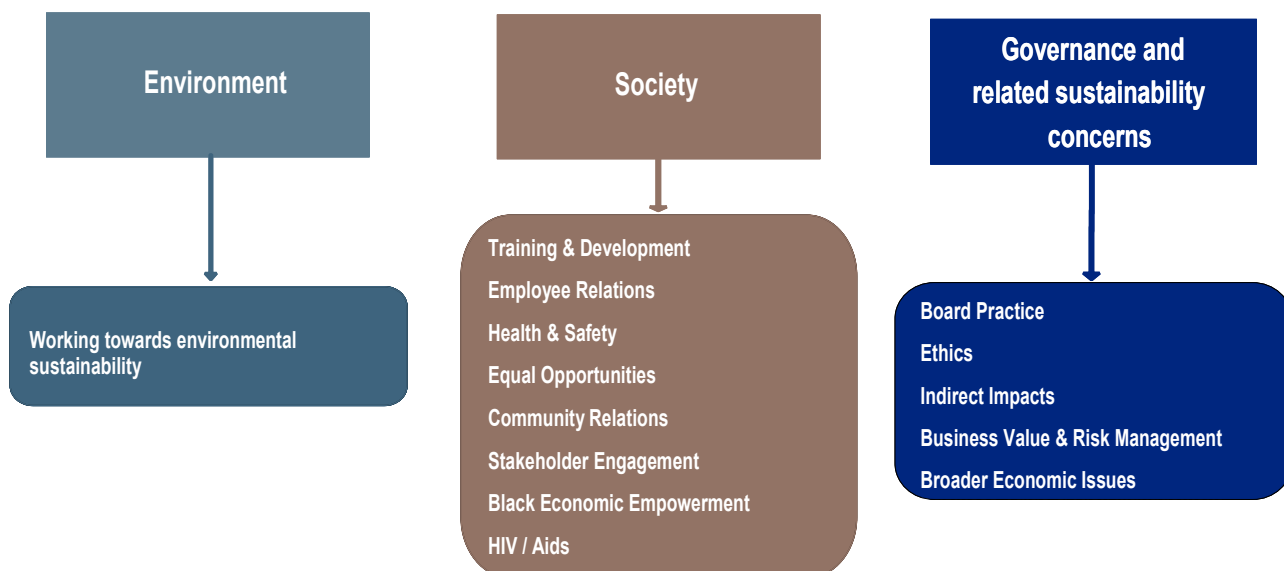 Environment
Working towards environmental
sustainability
Society
Training & Development
Employee Relations
Health & Safety
Equal Opportunities
Community Relations
Stakeholder Engagement
Black Economic Empowerment
HIV / Aids
Governance and
related sustainability
concerns
Board Practice
Ethics
Indirect Impacts
Business Value & Risk Management
Broader Economic Issues